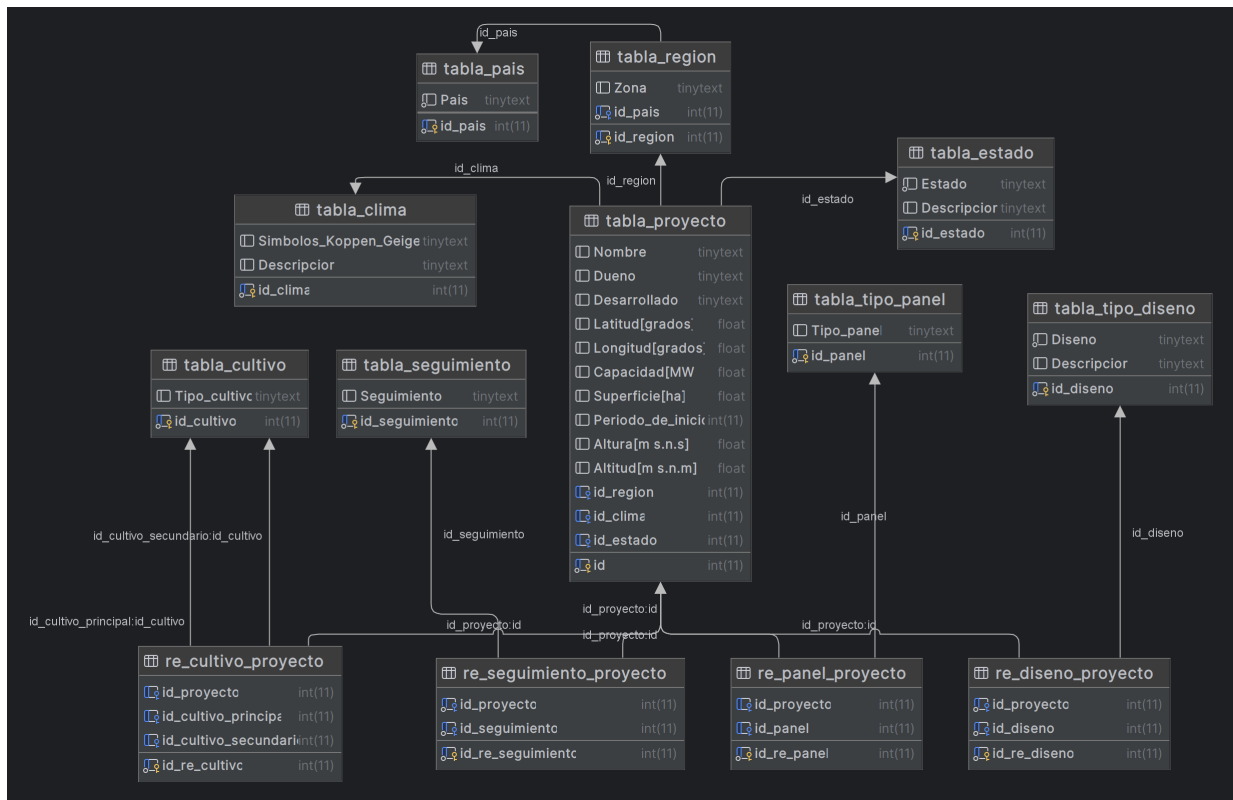 id_pais
tabla_pais
Pais tinytext
id_pais int(11)
tabla_region
Zona tinytext
id_pais int(11)
id_region int(11)
id_clima
id_region
id_estado
tabla_estado
Estado tinytext
Descripcior tinytext
id_estado int(11)
tabla_clima
Simbolos_Koppen_Geige tinytext
Descripcior tinytext
id_clima int(11)
tabla_proyecto
Nombre tinytext
Dueno tinytext
Desarrollado tinytext
Latitud[grados] float
Longitud[grados] float
Capacidad[MW float
Superficie[ha] float
Periodo_de_inicio int(11)
Altura[m s.n.s] float
Altitud[m s.n.m] float
id_region int(11)
id_clima int(11)
id_estado int(11)
id int(11)
tabla_tipo_panel
Tipo_panel tinytext
id_panel int(11)
tabla_tipo_diseno
Diseno tinytext
Descripcior tinytext
id_diseno int(11)
tabla_cultivo
Tipo_cultivo tinytext
id_cultivo int(11)
tabla_seguimiento
Seguimiento tinytext
id_seguimiento int(11)
id_cultivo_secundario:id_cultivo
id_seguimiento
id_panel
id_diseno
id_cultivo_principal:id_cultivo
id_proyecto:id
id_proyecto:id
id_proyecto:id
id_proyecto:id
re_cultivo_proyecto
id_proyecto int(11)
id_cultivo_principa int(11)
id_cultivo_secundari int(11)
id_re_cultivo int(11)
re_seguimiento_proyecto
id_proyecto int(11)
id_seguimiento int(11)
id_re_seguimiento int(11)
re_panel_proyecto
id_proyecto int(11)
id_panel int(11)
id_re_panel int(11)
re_diseno_proyecto
id_proyecto int(11)
id_diseno int(11)
id_re_diseno int(11)